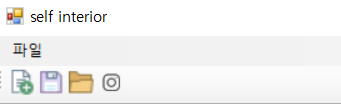 self interior
파일